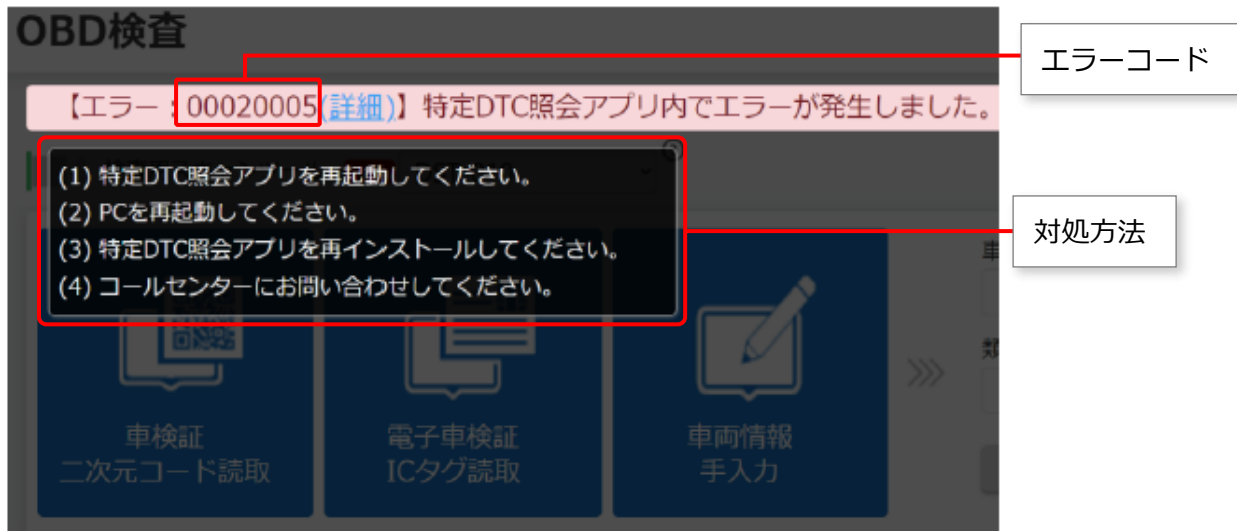 OBD検査
エラーコード
【エラー：00020005(詳細)】特定DTC照会アプリ内でエラーが発生しました。
(1) 特定DTC照会アプリを再起動してください。
(2) PCを再起動してください。
(3) 特定DTC照会アプリを再インストールしてください。
(4) コールセンターにお問い合わせしてください。
対処方法
車検証
二次元コード読取
電子車検証
ICタグ読取
車両情報
手入力